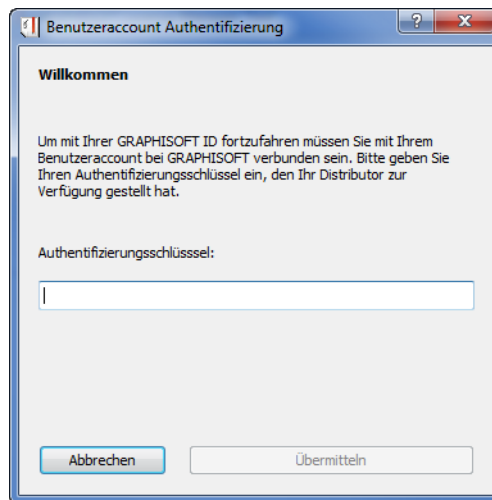 Benutzeraccount Authentifizierung
Willkommen
Um mit Ihrer GRAPHISOFT ID fortzufahren müssen Sie mit Ihrem
Benutzeraccount bei GRAPHISOFT verbunden sein. Bitte geben Sie
Ihren Authentifizierungsschlüssel ein, den Ihr Distributor zur
Verfügung gestellt hat.
Authentifizierungsschlüsssel:
Abbrechen
Übermitteln